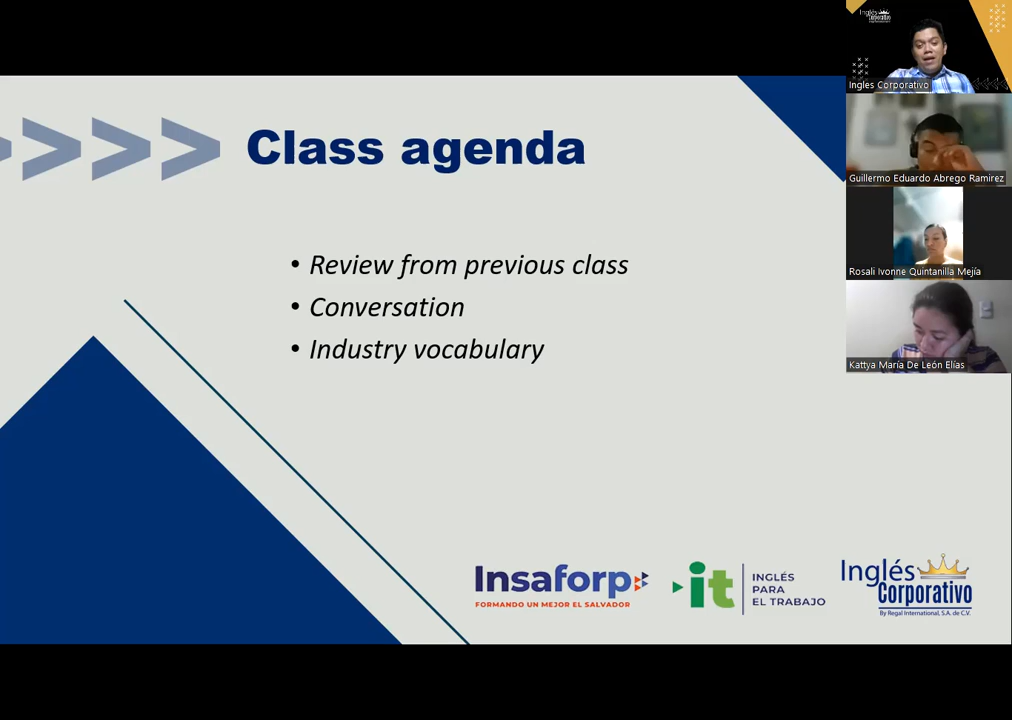 Class agenda
• Review from previous class
• Conversation
• Industry vocabulary
Insaforp
FORMANDO UN MEJOR EL SALVADOR
it
INGLÉS
PARA
EL TRABAJO
Inglés
Corporativo
By Regal International, S.A. de C.V.
Inglés
Corporativo
Ingles Corporativo
Guillermo Eduardo Abrego Ramirez
Rosali Ivonne Quintanilla Mejía
Kattya María De León Elías